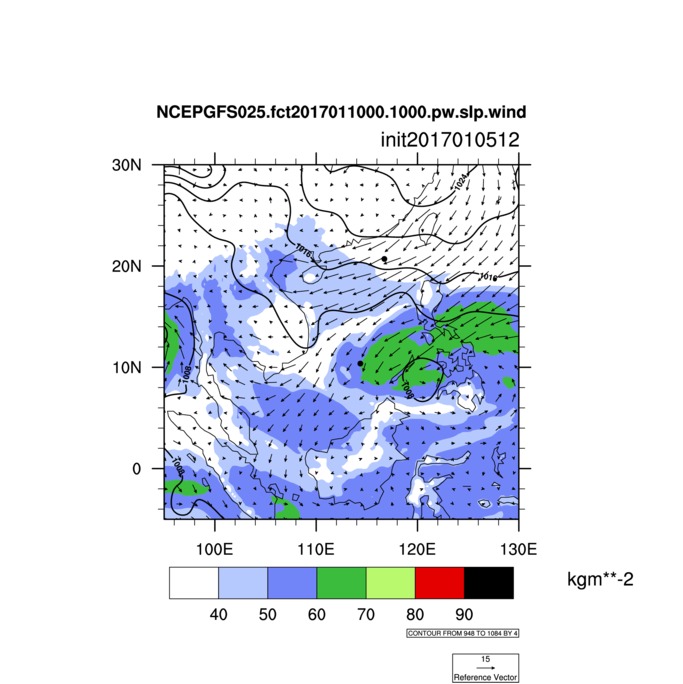 NCEPGFS025.fct2017011000.1000.pw.slp.wind
init2017010512
30N
20N
10N
0
1024
1016
1016
1008
1008
1008
100E 110E 120E 130E
kgm**-2
40 50 60 70 80 90
CONTOUR FROM 948 TO 1084 BY 4
15
Reference Vector